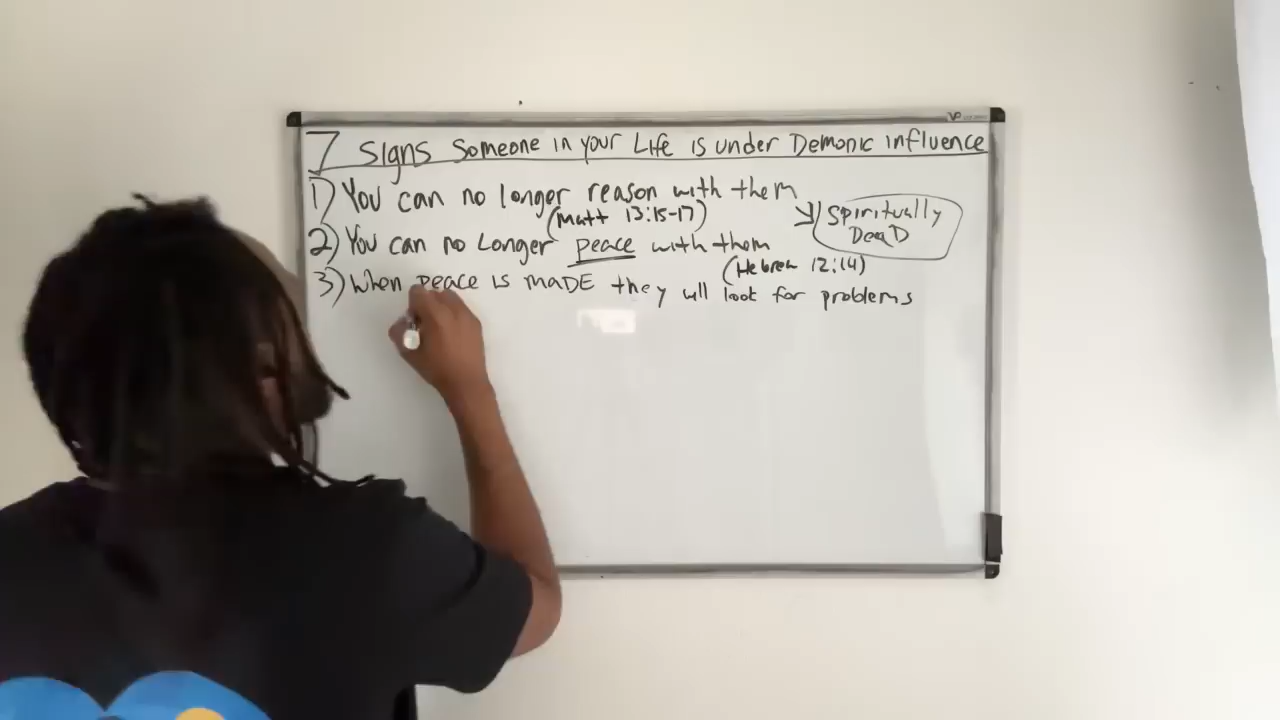 7 Signs Someone in your Life is under Demonic influence
1) You can no longer reason with them
(Matt 13:15-17)
Spiritually
DeaD
2) You can no Longer peace with them
(Hebrew 12:14)
3) When peace is maDE they will look for problems